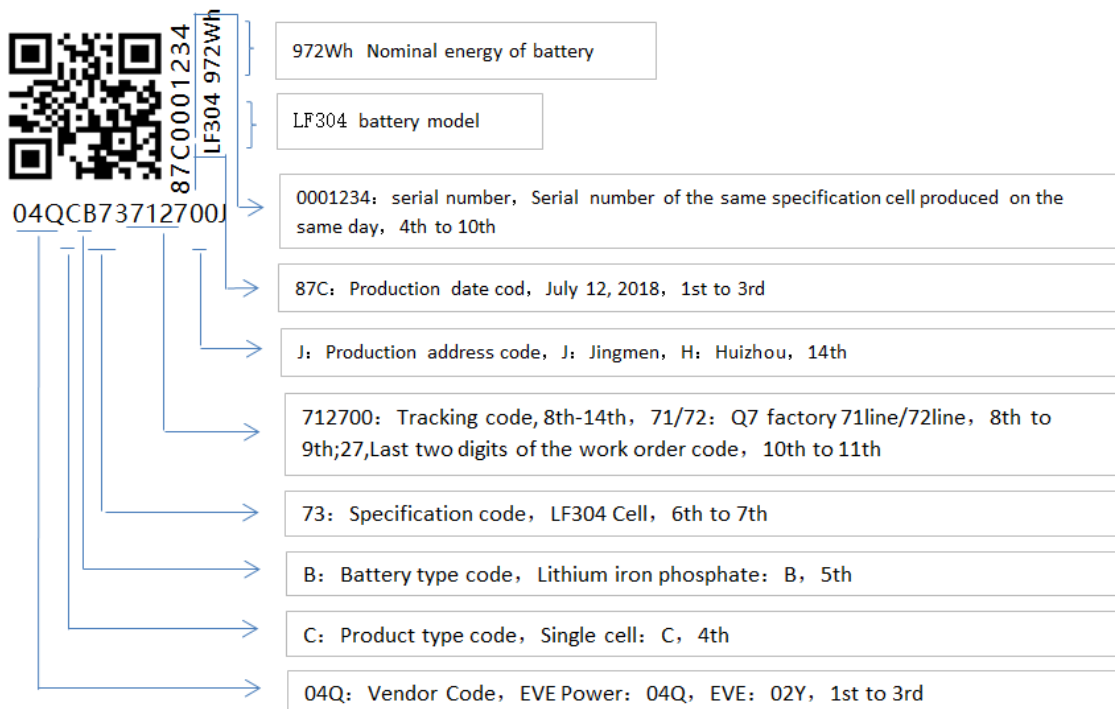 87C0001234
LF304 972Wh
04QCB73712700J
972Wh Nominal energy of battery
LF304 battery model
0001234：serial number，Serial number of the same specification cell produced on the
same day，4th to 10th
87C：Production date cod，July 12, 2018，1st to 3rd
J：Production address code，J：Jingmen，H：Huizhou，14th
712700：Tracking code, 8th-14th，71/72：Q7 factory 71line/72line，8th to
9th;27,Last two digits of the work order code，10th to 11th
73：Specification code，LF304 Cell，6th to 7th
B：Battery type code，Lithium iron phosphate：B，5th
C：Product type code，Single cell：C，4th
04Q：Vendor Code，EVE Power：04Q，EVE：02Y，1st to 3rd